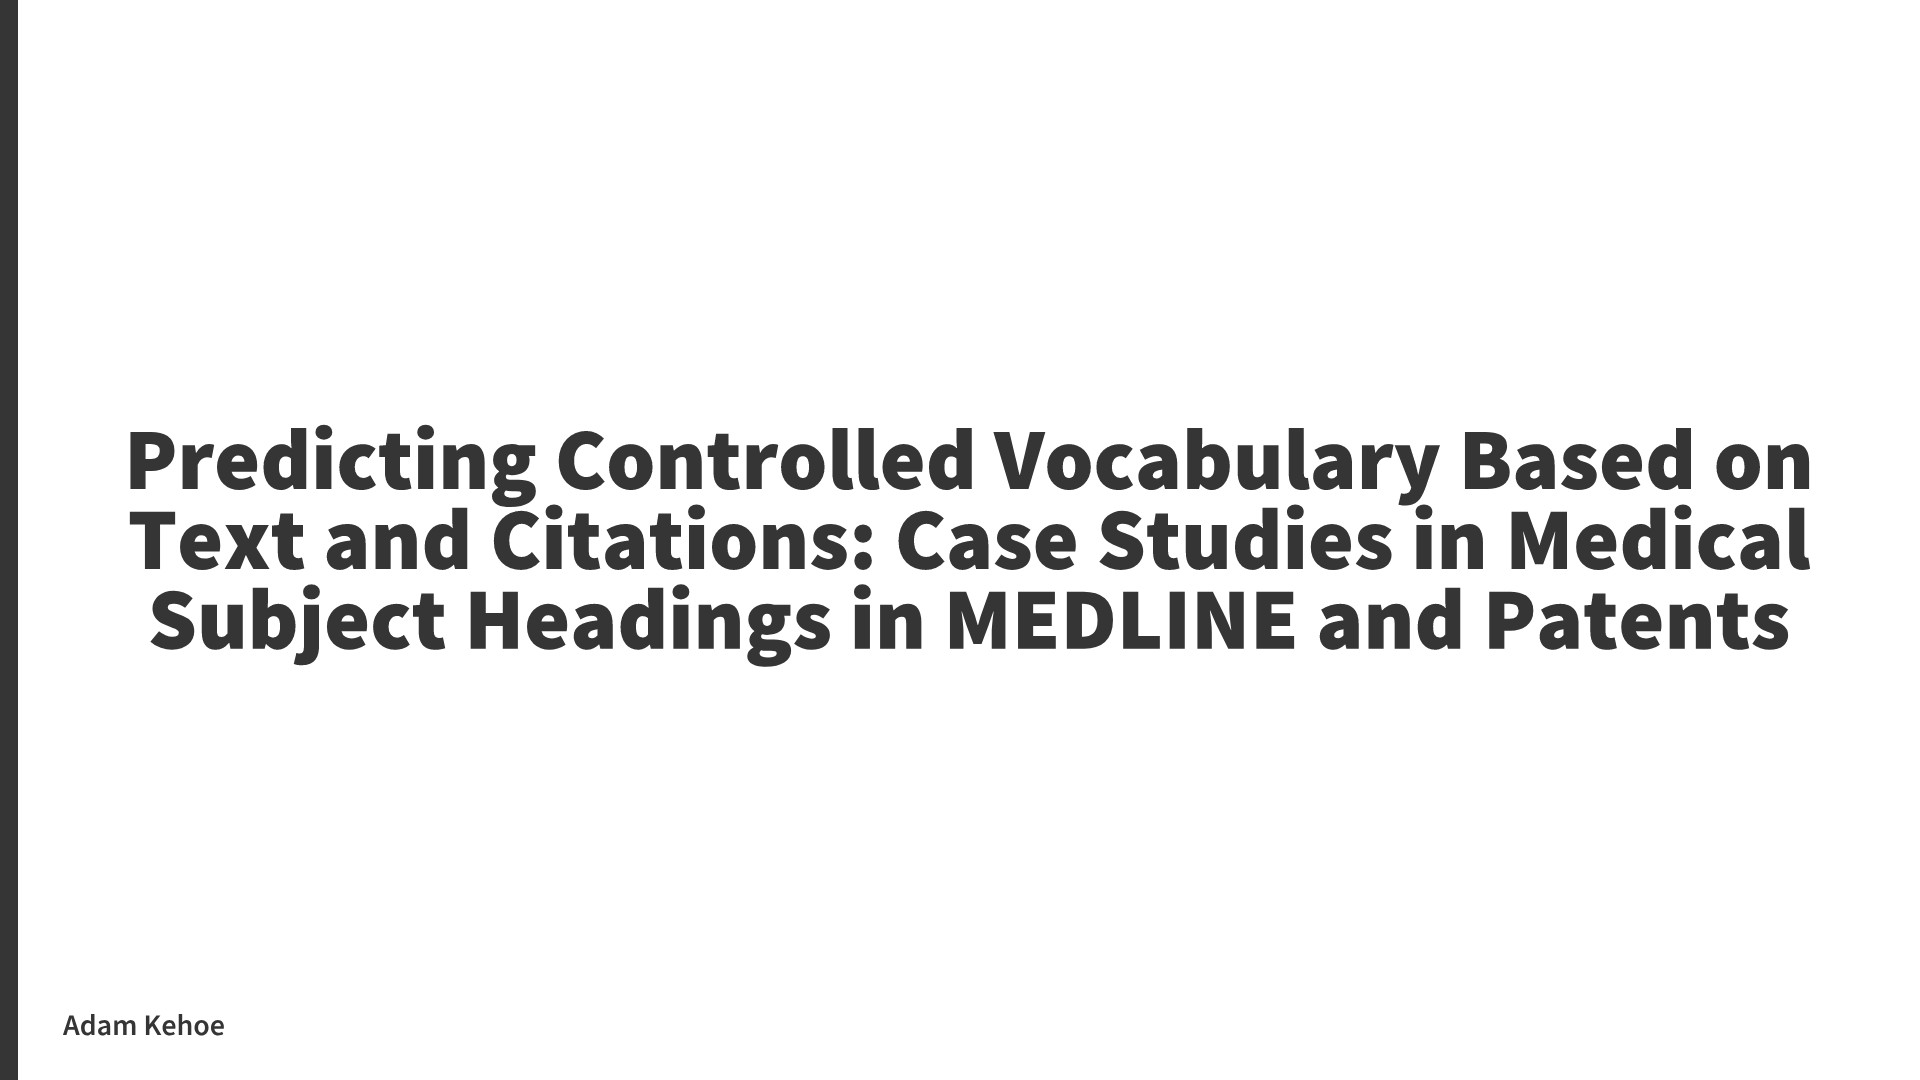 Predicting Controlled Vocabulary Based on
Text and Citations: Case Studies in Medical
Subject Headings in MEDLINE and Patents
Adam Kehoe